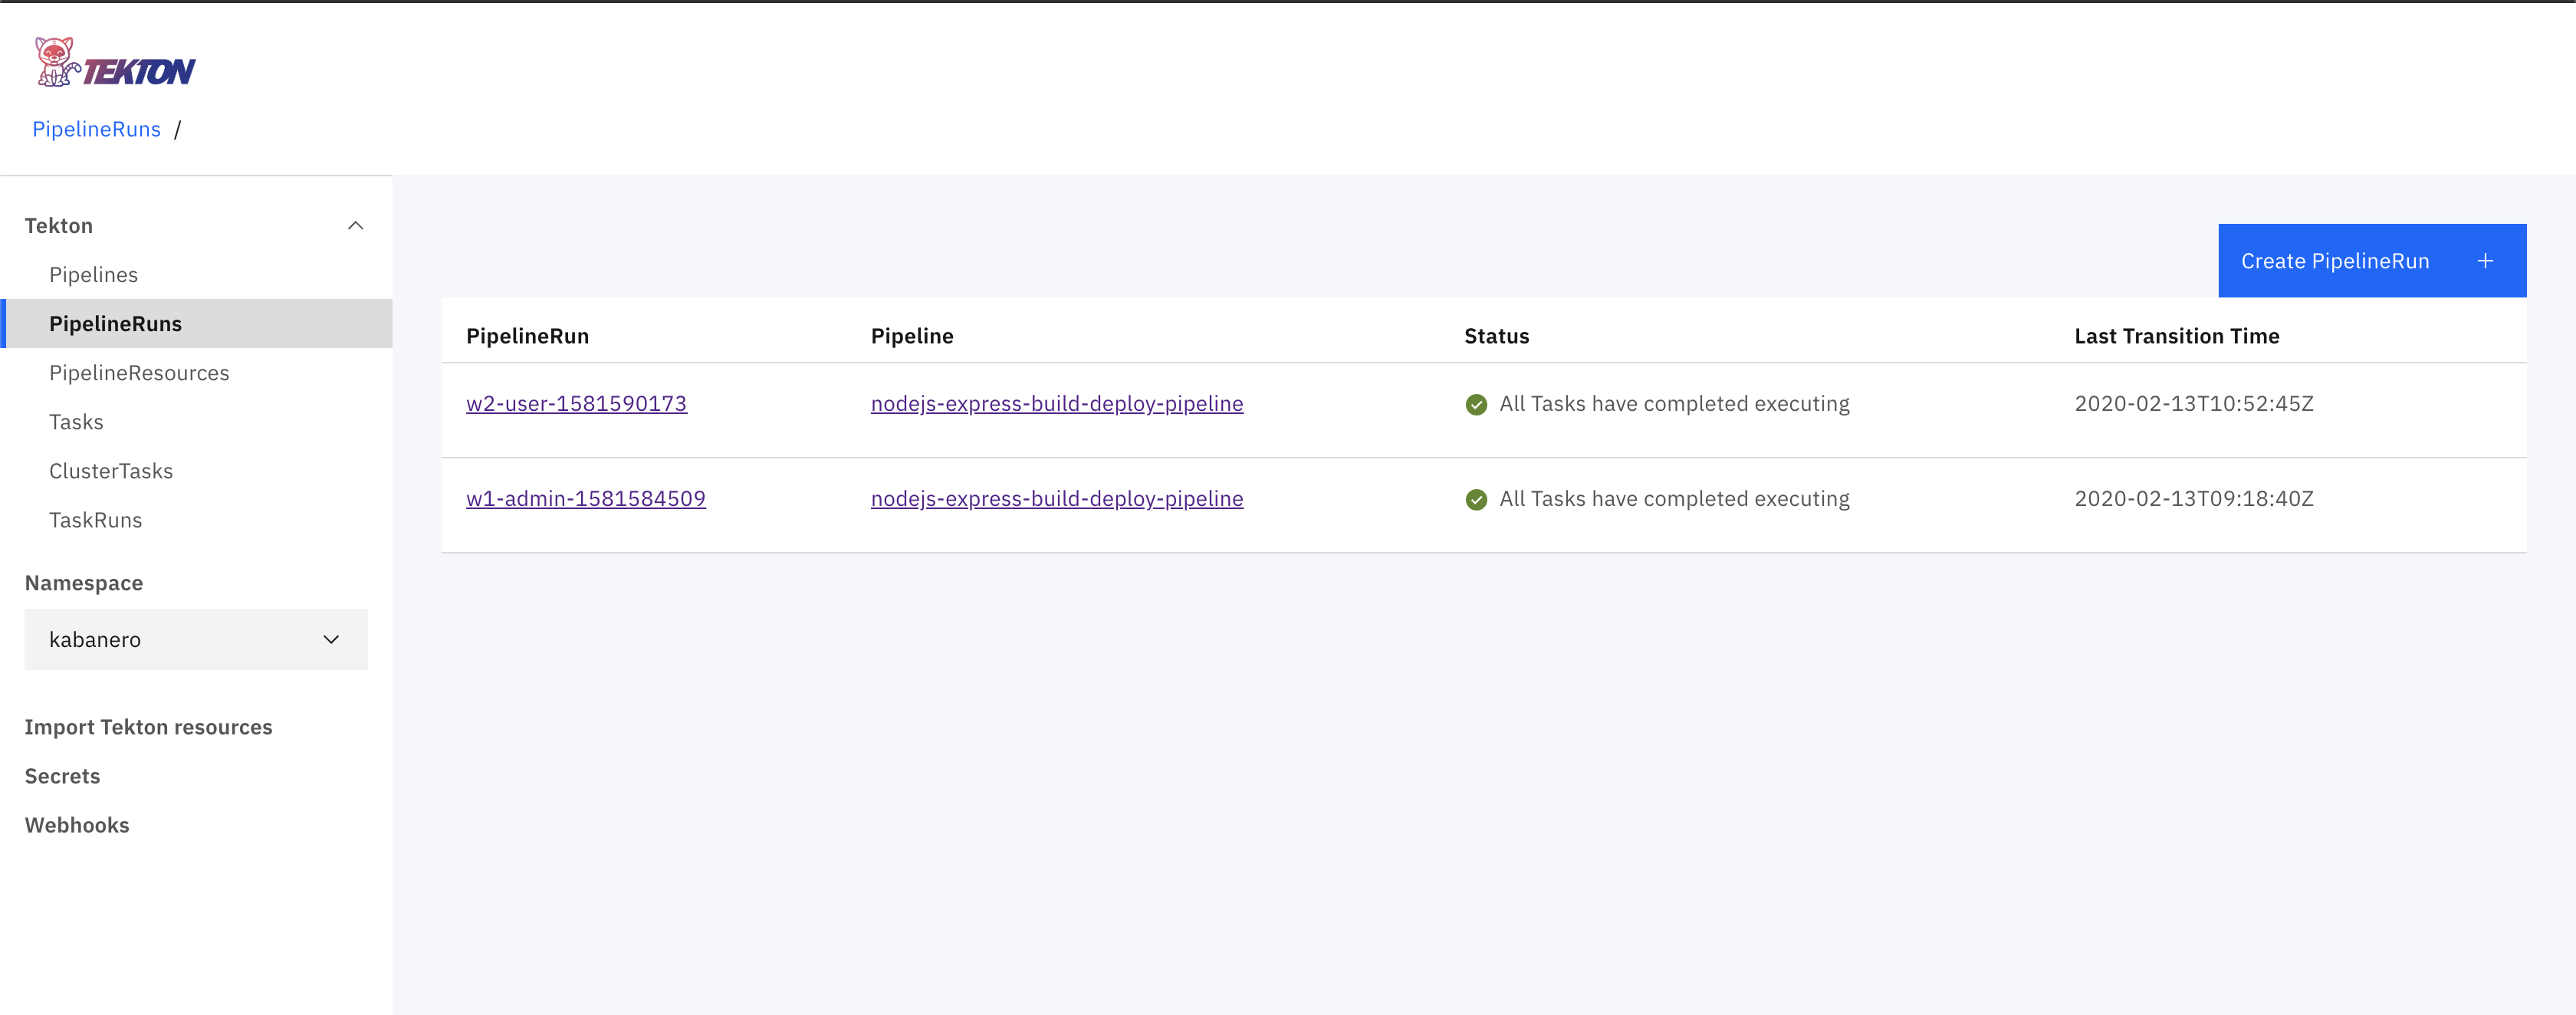 TEKTON
PipelineRuns /
Tekton
Pipelines
PipelineRuns
PipelineResources
Tasks
ClusterTasks
TaskRuns
Namespace
kabanero
Import Tekton resources
Secrets
Webhooks
Create PipelineRun +
PipelineRun Pipeline Status Last Transition Time
w2-user-1581590173 nodejs-express-build-deploy-pipeline All Tasks have completed executing 2020-02-13T10:52:45Z
w1-admin-1581584509 nodejs-express-build-deploy-pipeline All Tasks have completed executing 2020-02-13T09:18:40Z